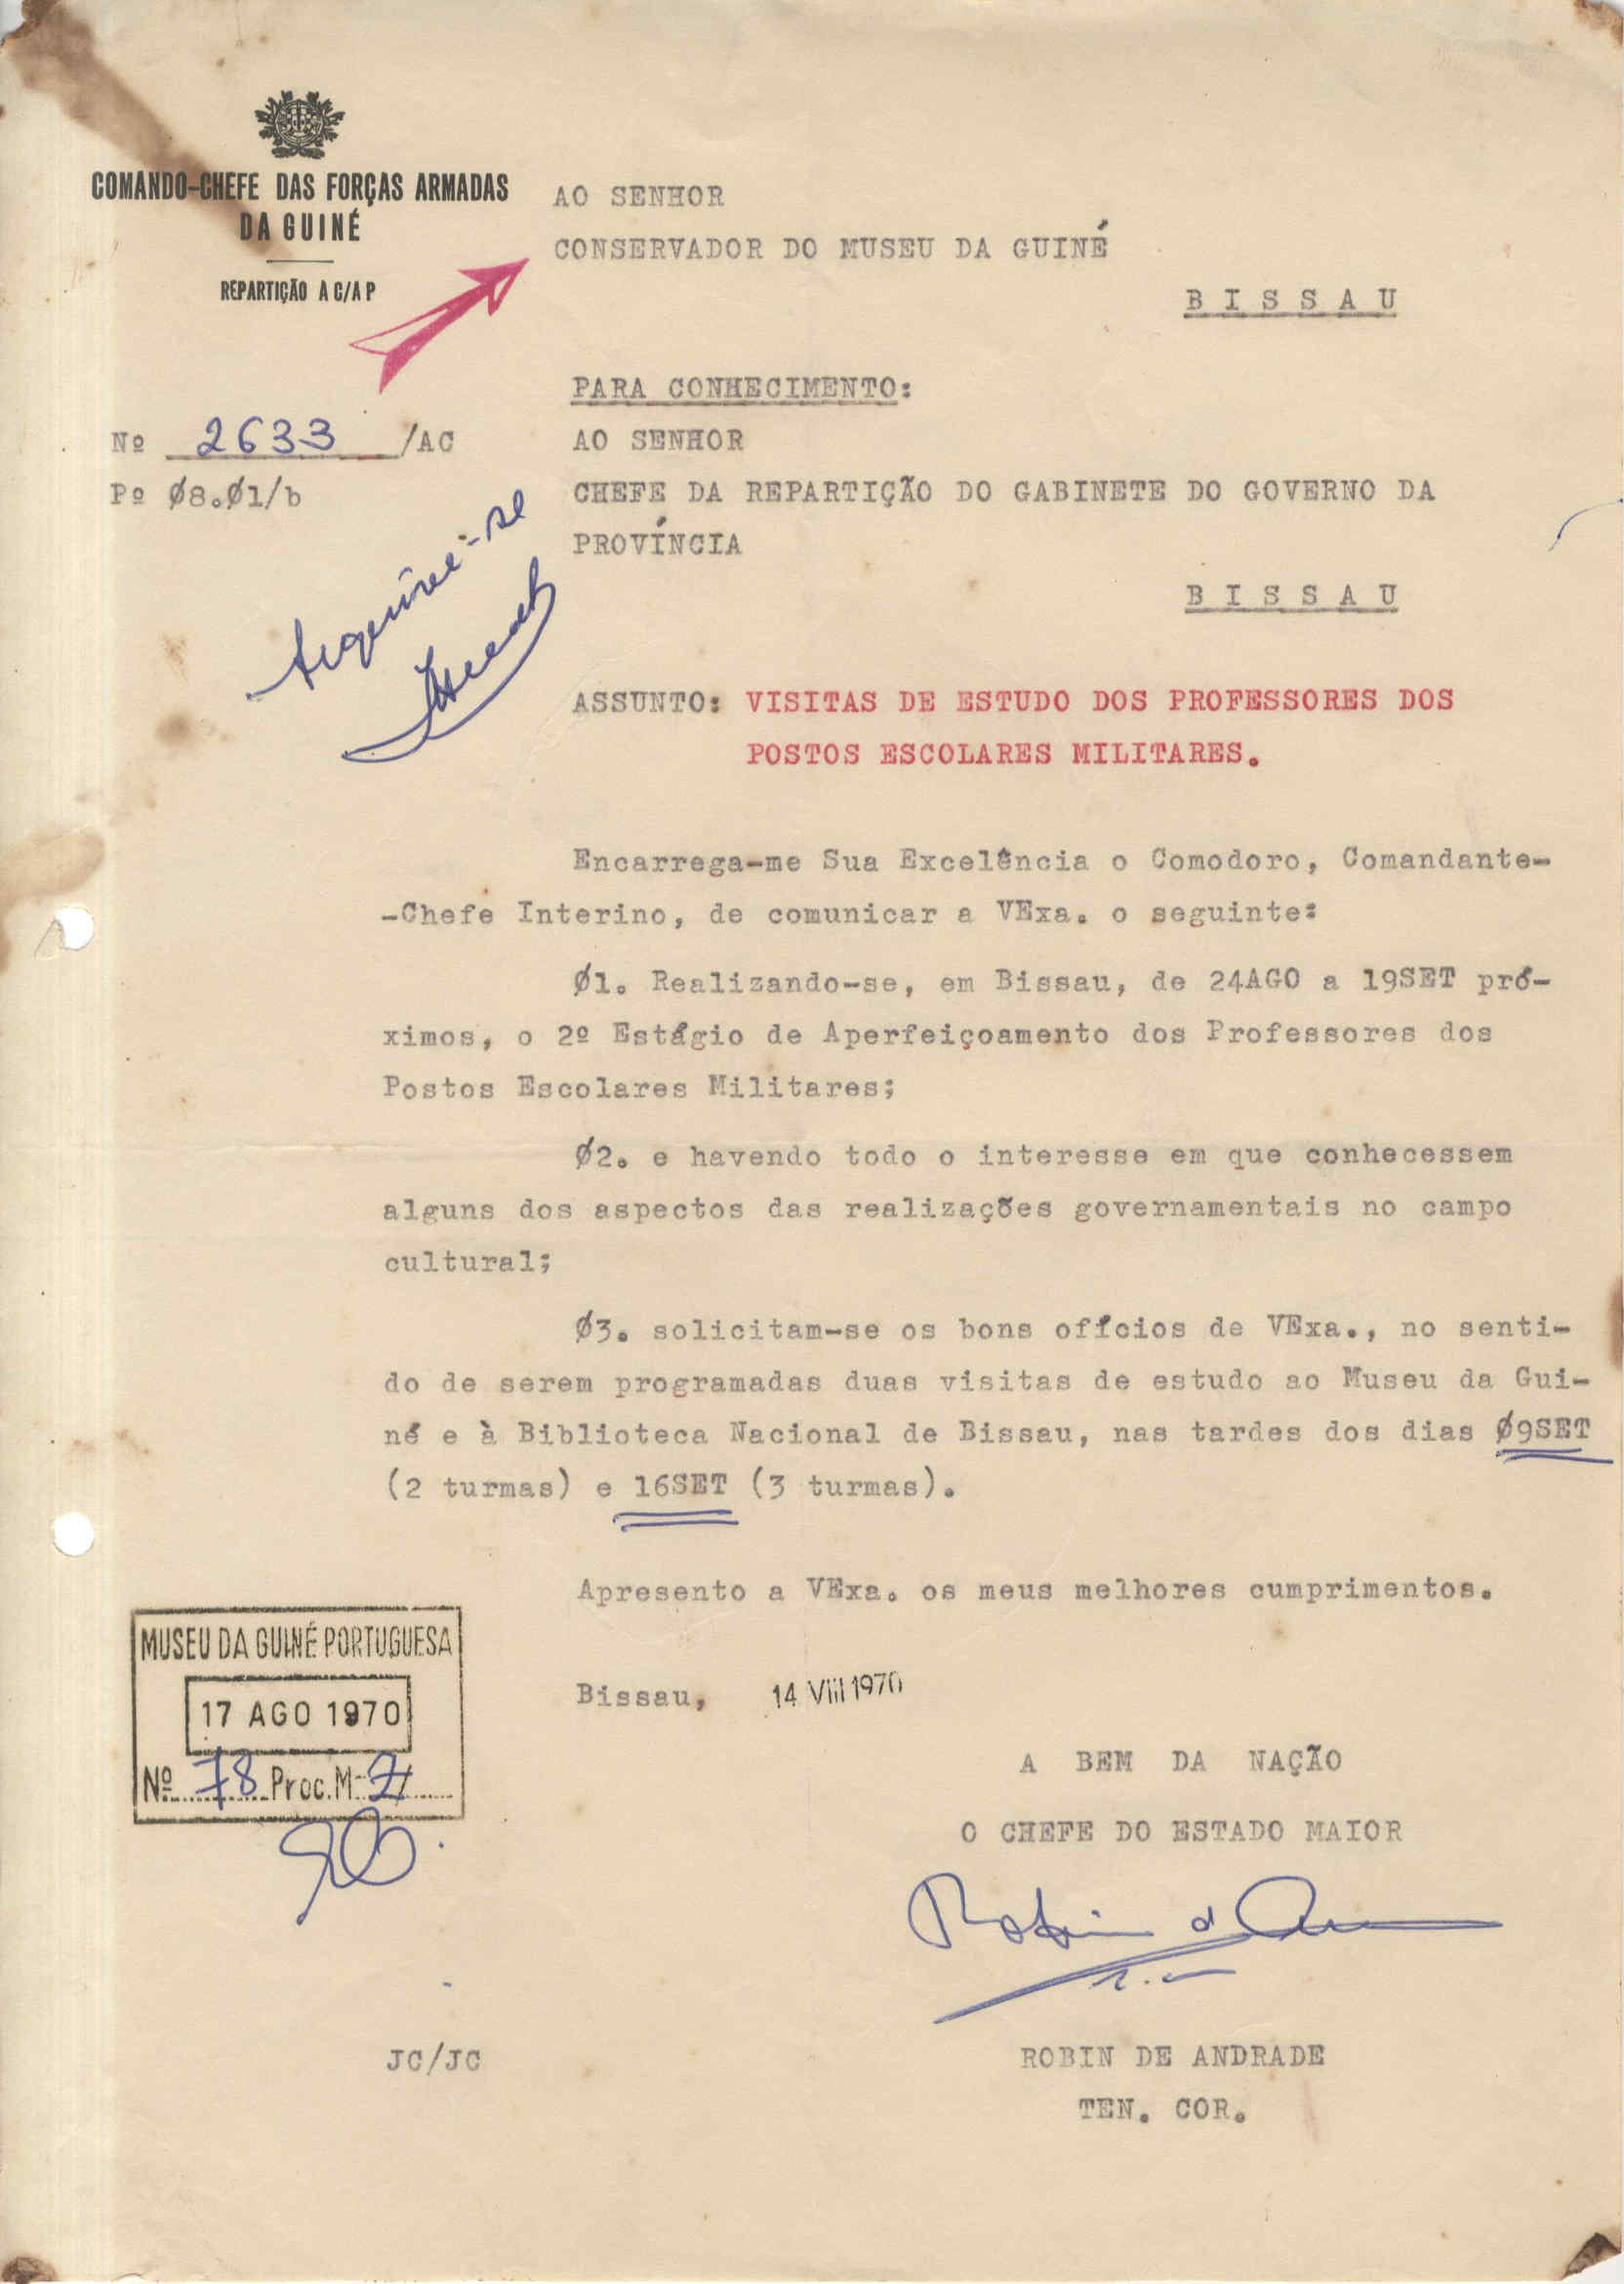 COMANDO-CHEFE DAS FORÇAS ARMADAS
DA GUINÉ
REPARTIÇÃO AC/AP
AO SENHOR
CONSERVADOR DO MUSEU DA GUINÉ
B I S S A U
PARA CONHECIMENTO:
Nº 2633 /AC
Pº Ø8.Ø1/b
AO SENHOR
CHEFE DA REPARTIÇÃO DO GABINETE DO GOVERNO DA
PROVÍNCIA
B I S S A U
Arquive-se
ASSUNTO: VISITAS DE ESTUDO DOS PROFESSORES DOS
POSTOS ESCOLARES MILITARES.
Encarrega-me Sua Excelência o Comodoro, Comandante-
-Chefe Interino, de comunicar a VExa. o seguinte:
Ø1. Realizando-se, em Bissau, de 24AGO a 19SET pró-
ximos, o 2º Estágio de Aperfeiçoamento dos Professores dos
Postos Escolares Militares;
Ø2. e havendo todo o interesse em que conhecessem
alguns dos aspectos das realizações governamentais no campo
cultural;
Ø3. solicitam-se os bons ofícios de VExa., no senti-
do de serem programadas duas visitas de estudo ao Museu da Gui-
né e à Biblioteca Nacional de Bissau, nas tardes dos dias Ø9SET
(2 turmas) e 16SET (3 turmas).
Apresento a VExa. os meus melhores cumprimentos.
MUSEU DA GUINÉ PORTUGUESA
17 AGO 1970
Nº 78 Proc. M-2
Bissau, 14 VIII 1970
A BEM DA NAÇÃO
O CHEFE DO ESTADO MAIOR
Robin d
JC/JC
ROBIN DE ANDRADE
TEN. COR.